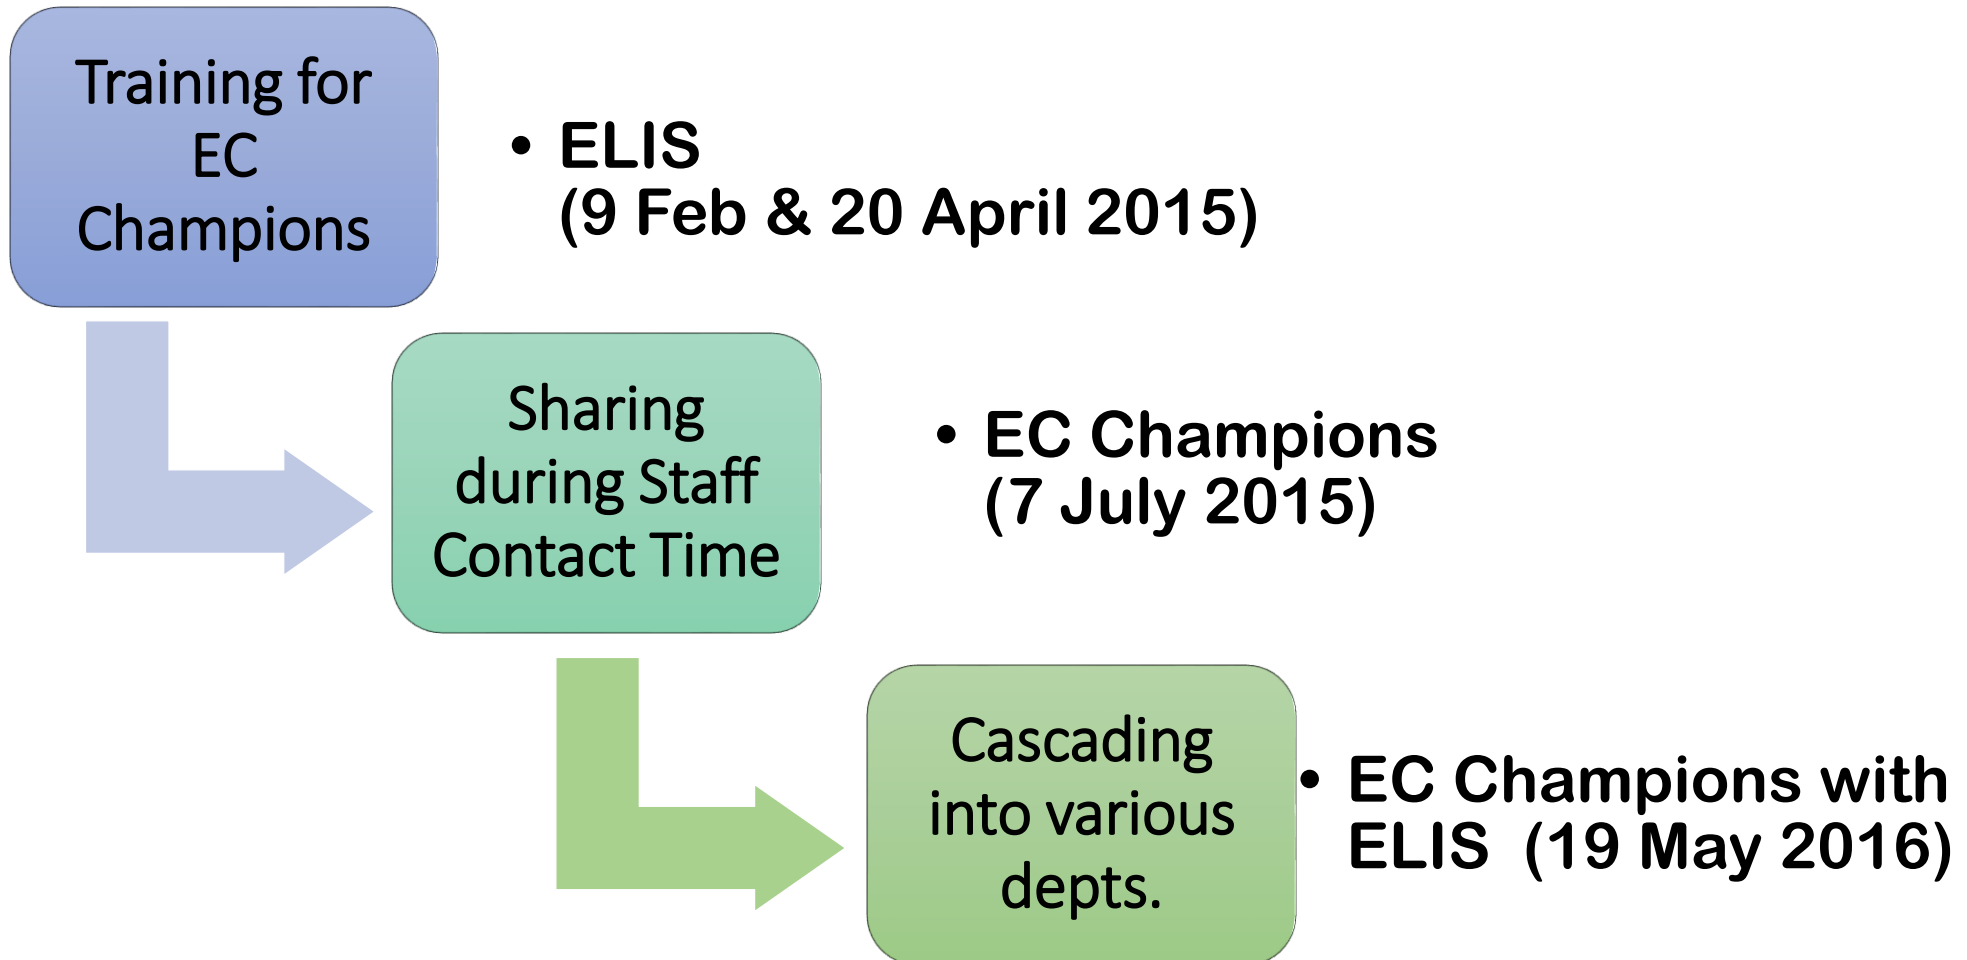 Training for
EC
Champions
• ELIS
(9 Feb & 20 April 2015)
Sharing
during Staff
Contact Time
• EC Champions
(7 July 2015)
Cascading
into various
depts.
• EC Champions with
ELIS (19 May 2016)